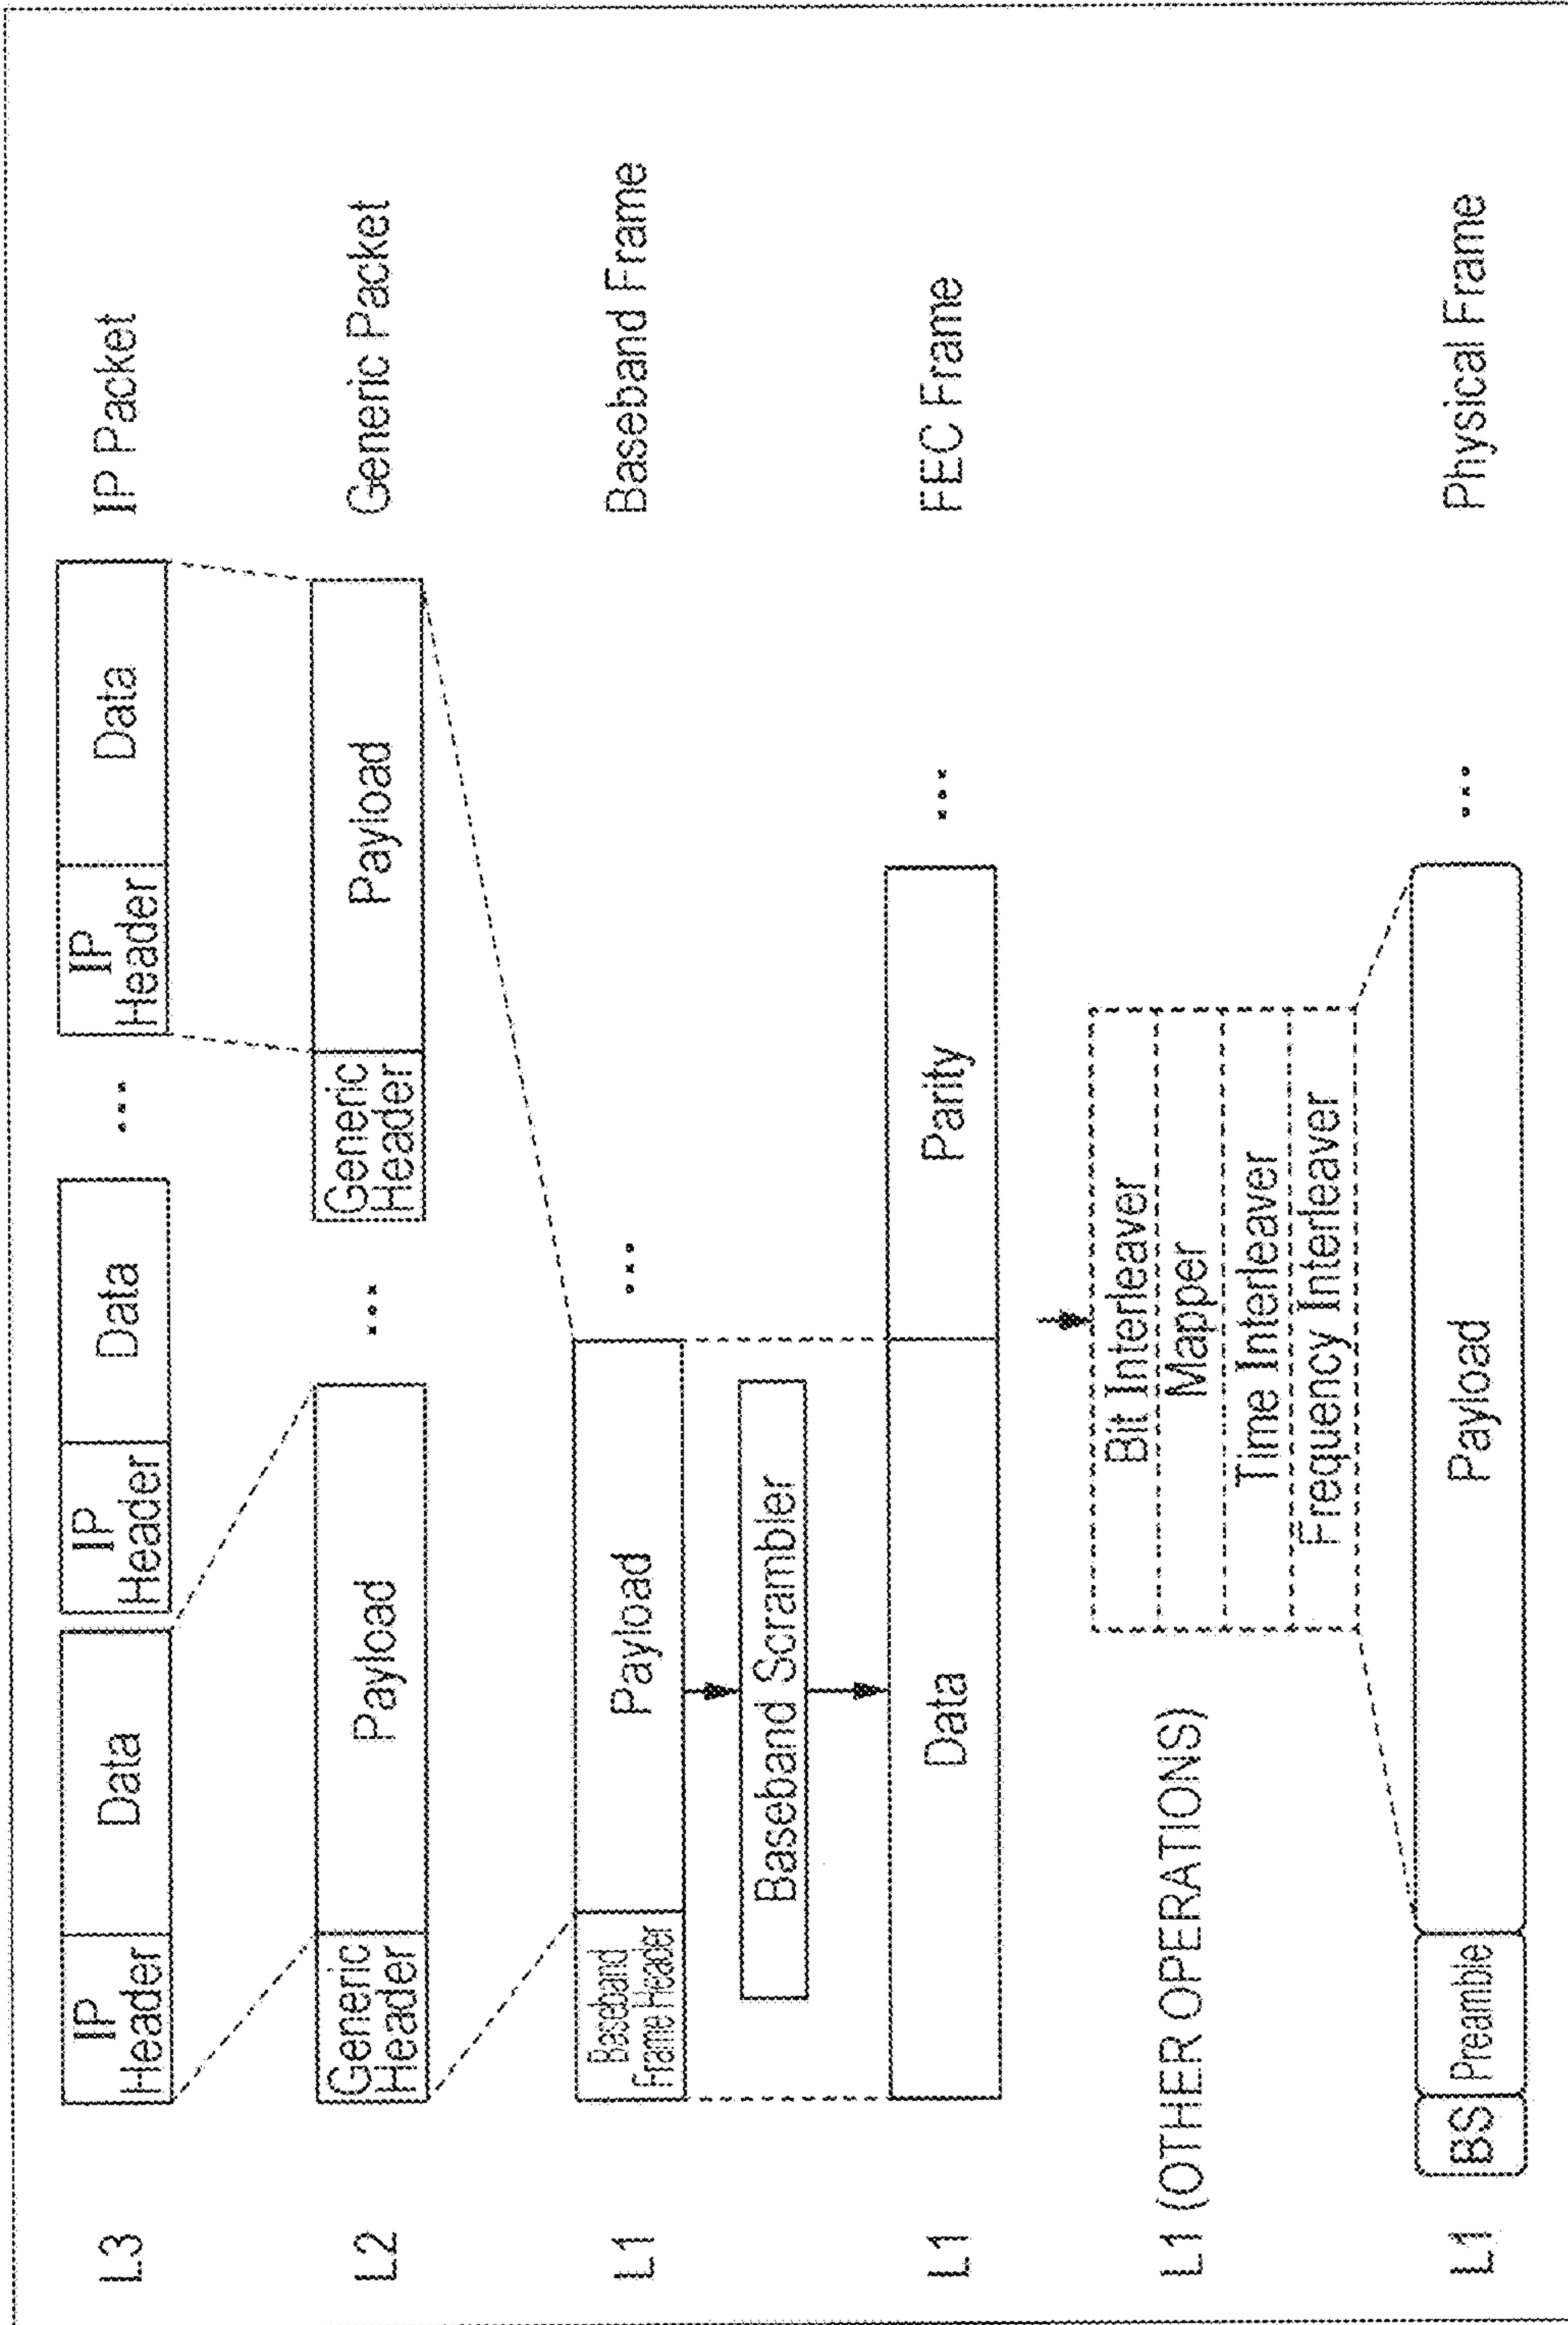 L3
IP
Header
Data
IP
Header
Data
...
IP
Header
Data
IP Packet
L2
Generic
Header
Payload
...
Generic
Header
Payload
Generic Packet
L1
Baseband
Frame Header
Payload
...
Baseband Frame
Baseband Scrambler
L1
Data
Parity
...
FEC Frame
L1 (OTHER OPERATIONS)
Bit Interleaver
Mapper
Time Interleaver
Frequency Interleaver
L1
BS
Preamble
Payload
...
Physical Frame